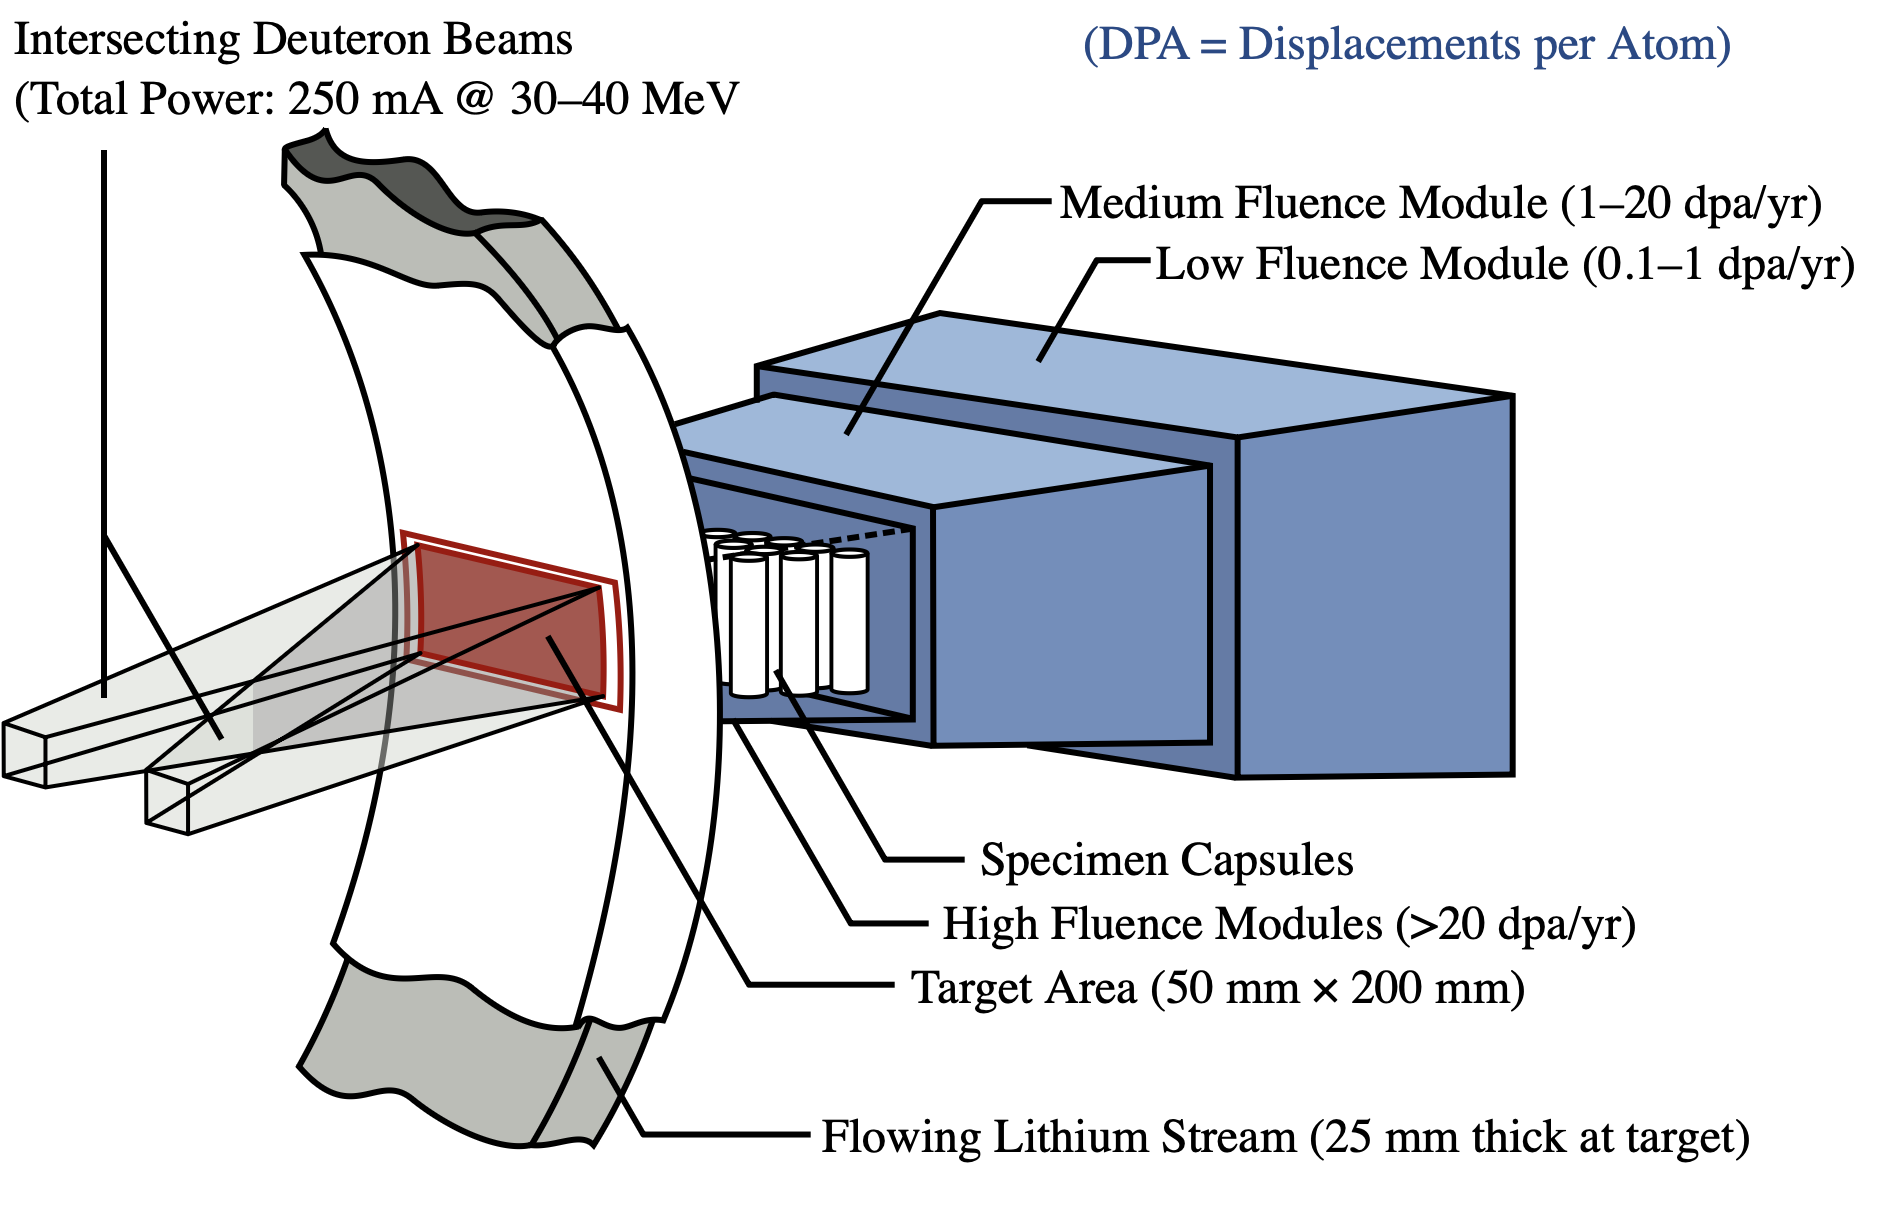 Intersecting Deuteron Beams
(Total Power: 250 mA @ 30–40 MeV
(DPA = Displacements per Atom)
Medium Fluence Module (1–20 dpa/yr)
Low Fluence Module (0.1–1 dpa/yr)
Specimen Capsules
High Fluence Modules (>20 dpa/yr)
Target Area (50 mm × 200 mm)
Flowing Lithium Stream (25 mm thick at target)